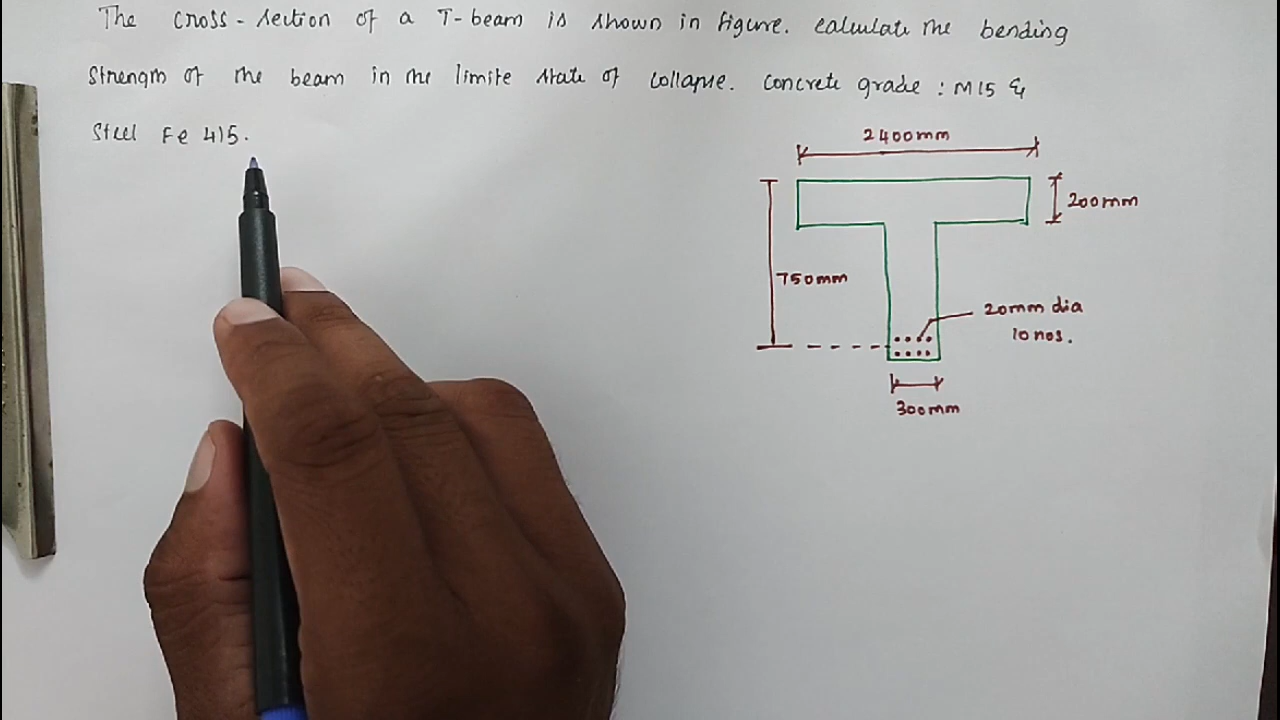 The cross-section of a T-beam is shown in figure. Calculate the bending
Strength of the beam in the limite state of collapse. Concrete grade : M15 &
Steel Fe 415.
2400mm
200mm
750mm
20mm dia
10 nos.
300mm